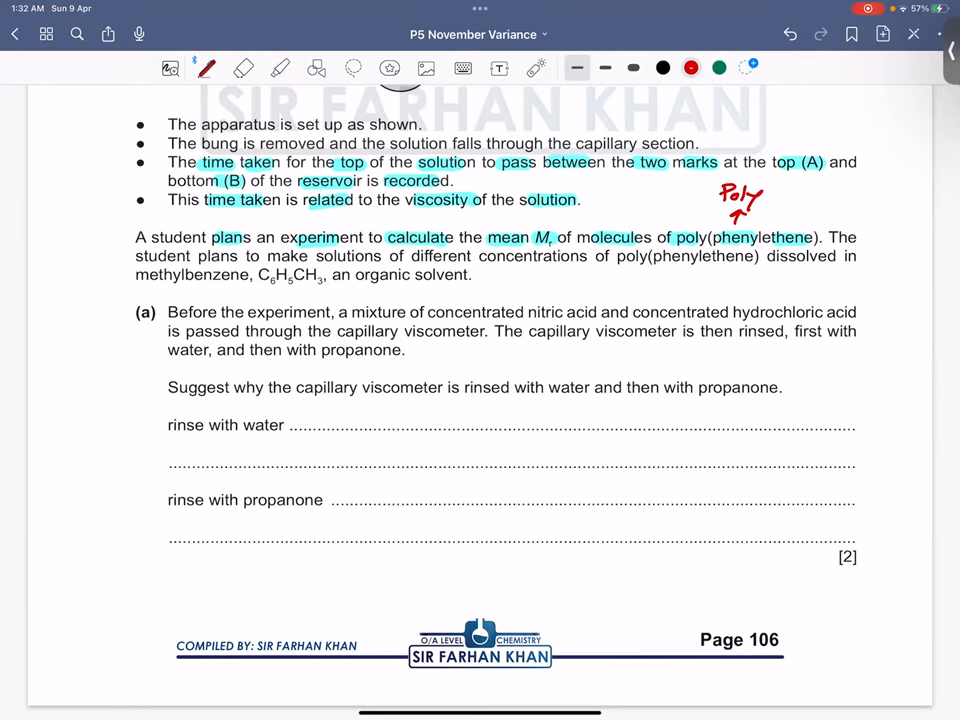 1:32 AM Sun 9 Apr
57%
P5 November Variance
SIR FARHAN KHAN
• The apparatus is set up as shown.
• The bung is removed and the solution falls through the capillary section.
• The time taken for the top of the solution to pass between the two marks at the top (A) and
bottom (B) of the reservoir is recorded.
Poly
• This time taken is related to the viscosity of the solution.
A student plans an experiment to calculate the mean Mr of molecules of poly(phenylethene). The
student plans to make solutions of different concentrations of poly(phenylethene) dissolved in
methylbenzene, C6H5CH3, an organic solvent.
(a) Before the experiment, a mixture of concentrated nitric acid and concentrated hydrochloric acid
is passed through the capillary viscometer. The capillary viscometer is then rinsed, first with
water, and then with propanone.
Suggest why the capillary viscometer is rinsed with water and then with propanone.
rinse with water ................................................................
................................................................
rinse with propanone ................................................................
................................................................
[2]
COMPILED BY: SIR FARHAN KHAN
O/A LEVEL CHEMISTRY
SIR FARHAN KHAN
Page 106